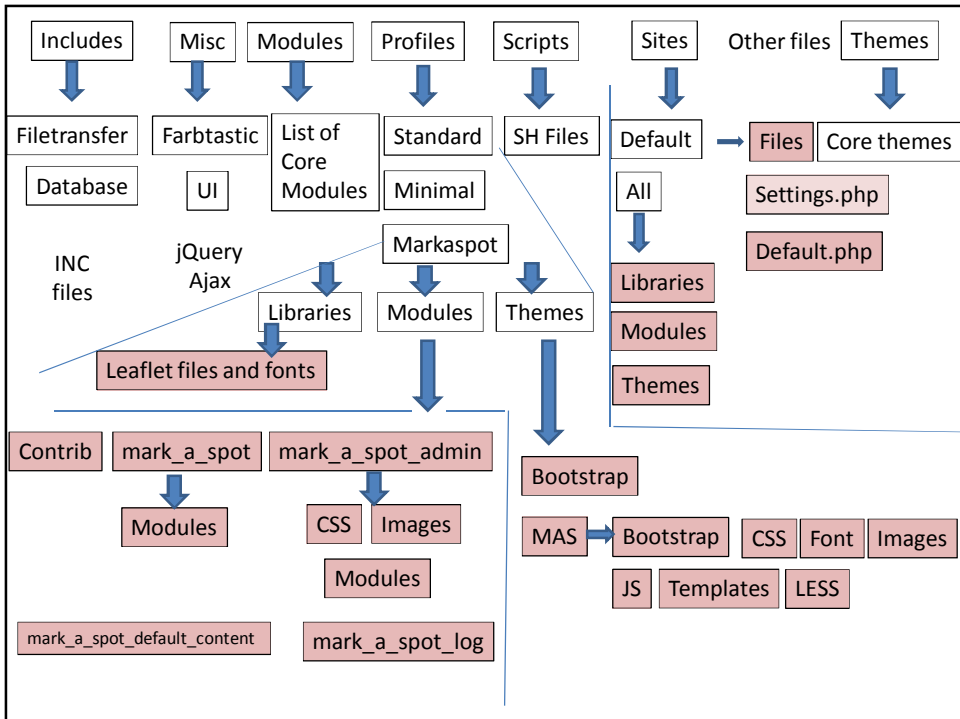 Includes
Misc
Modules
Profiles
Scripts
Sites
Other files
Themes
Filetransfer
Farbtastic
List of
Core
Modules
Standard
SH Files
Default
Files
Core themes
Database
UI
Minimal
All
Settings.php
Markaspot
Default.php
INC
files
jQuery
Ajax
Libraries
Modules
Themes
Libraries
Modules
Themes
Leaflet files and fonts
Contrib
mark_a_spot
mark_a_spot_admin
Bootstrap
Modules
CSS
Images
MAS
Bootstrap
CSS
Font
Images
Modules
JS
Templates
LESS
mark_a_spot_default_content
mark_a_spot_log